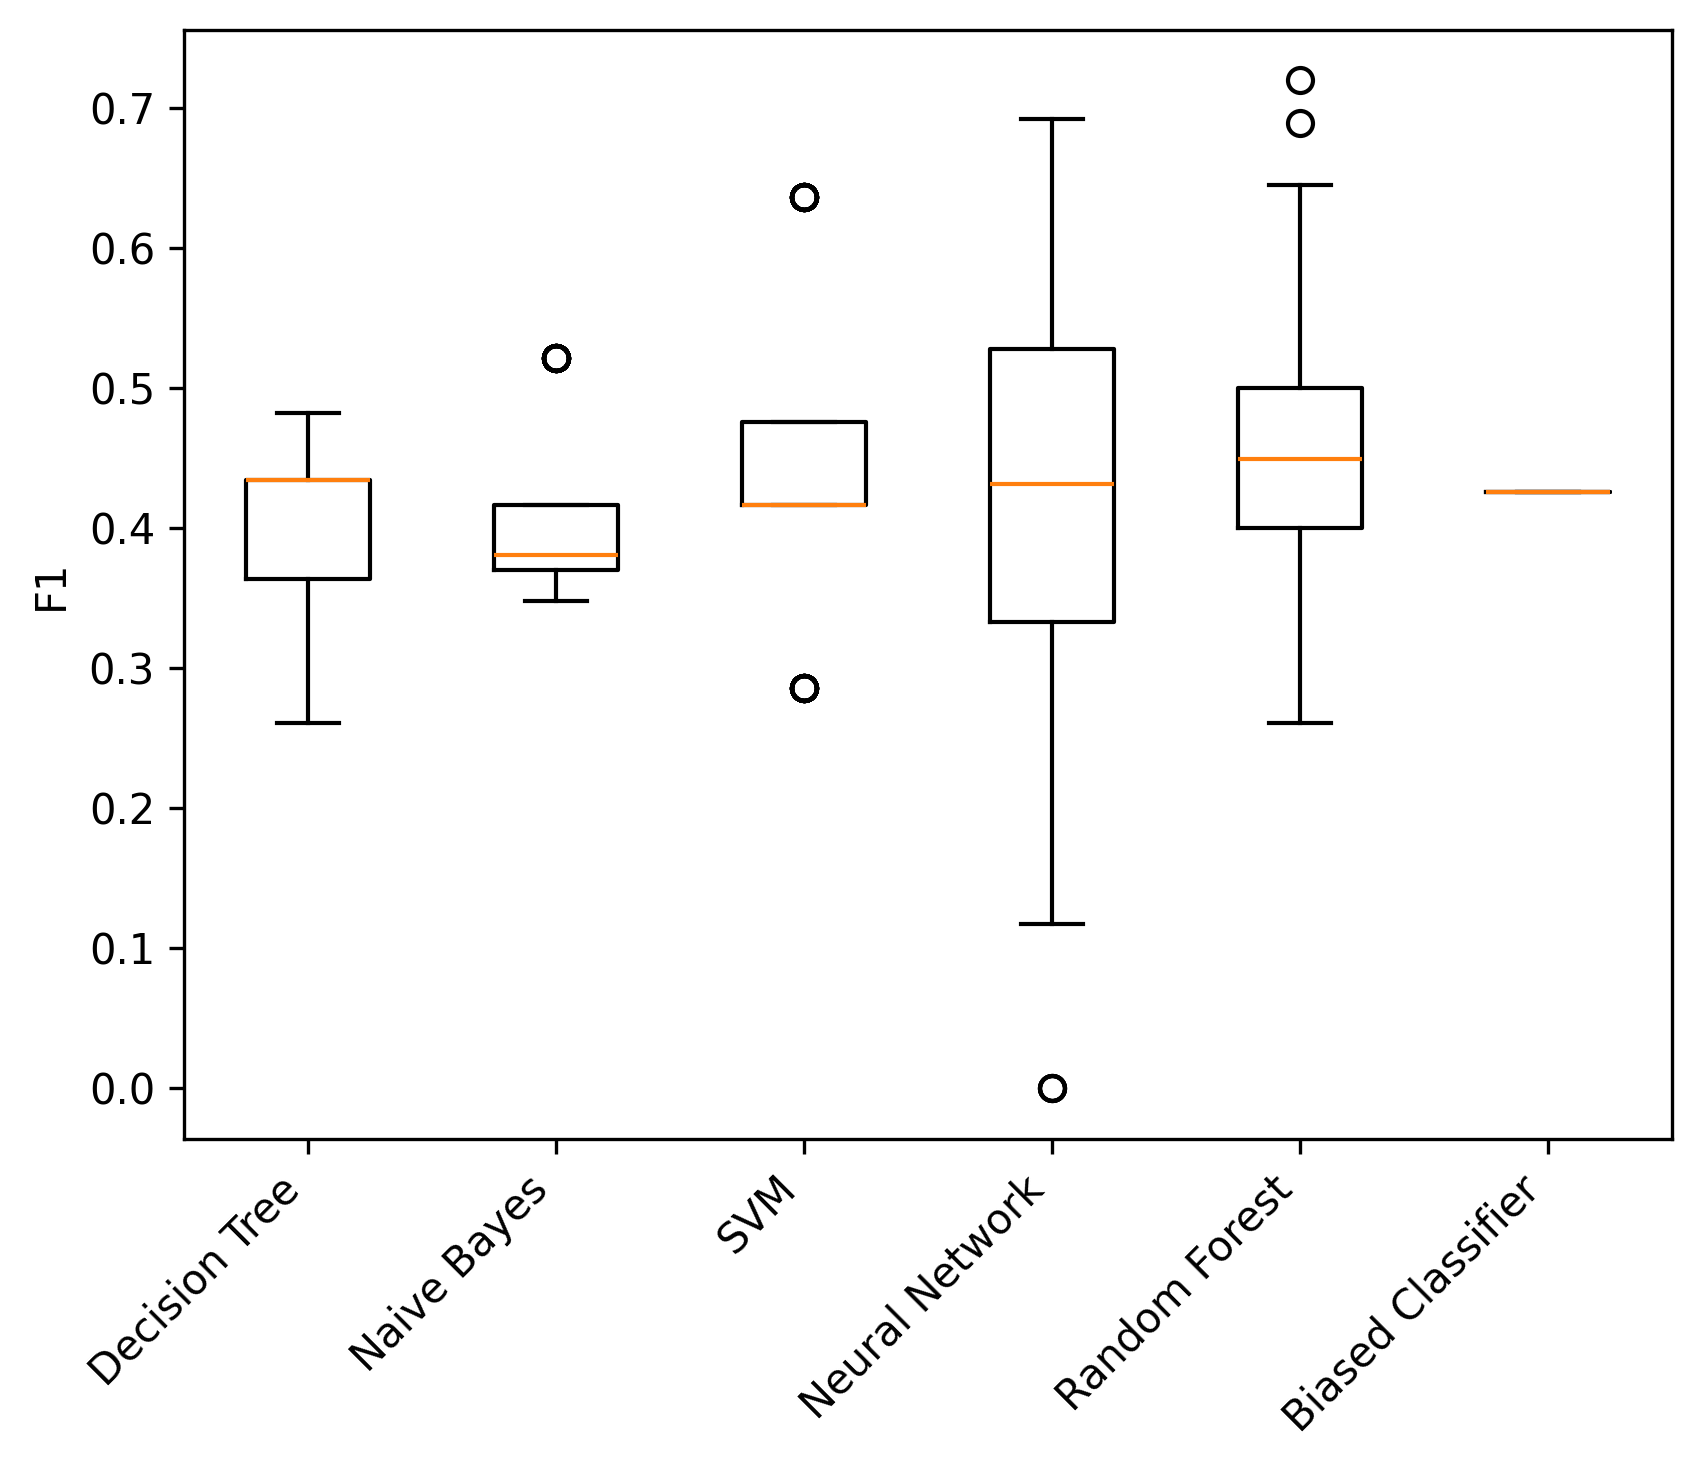 0.7
0.6
0.5
0.4
0.3
0.2
0.1
0.0
F1
Decision Tree
Naive Bayes
SVM
Neural Network
Random Forest
Biased Classifier